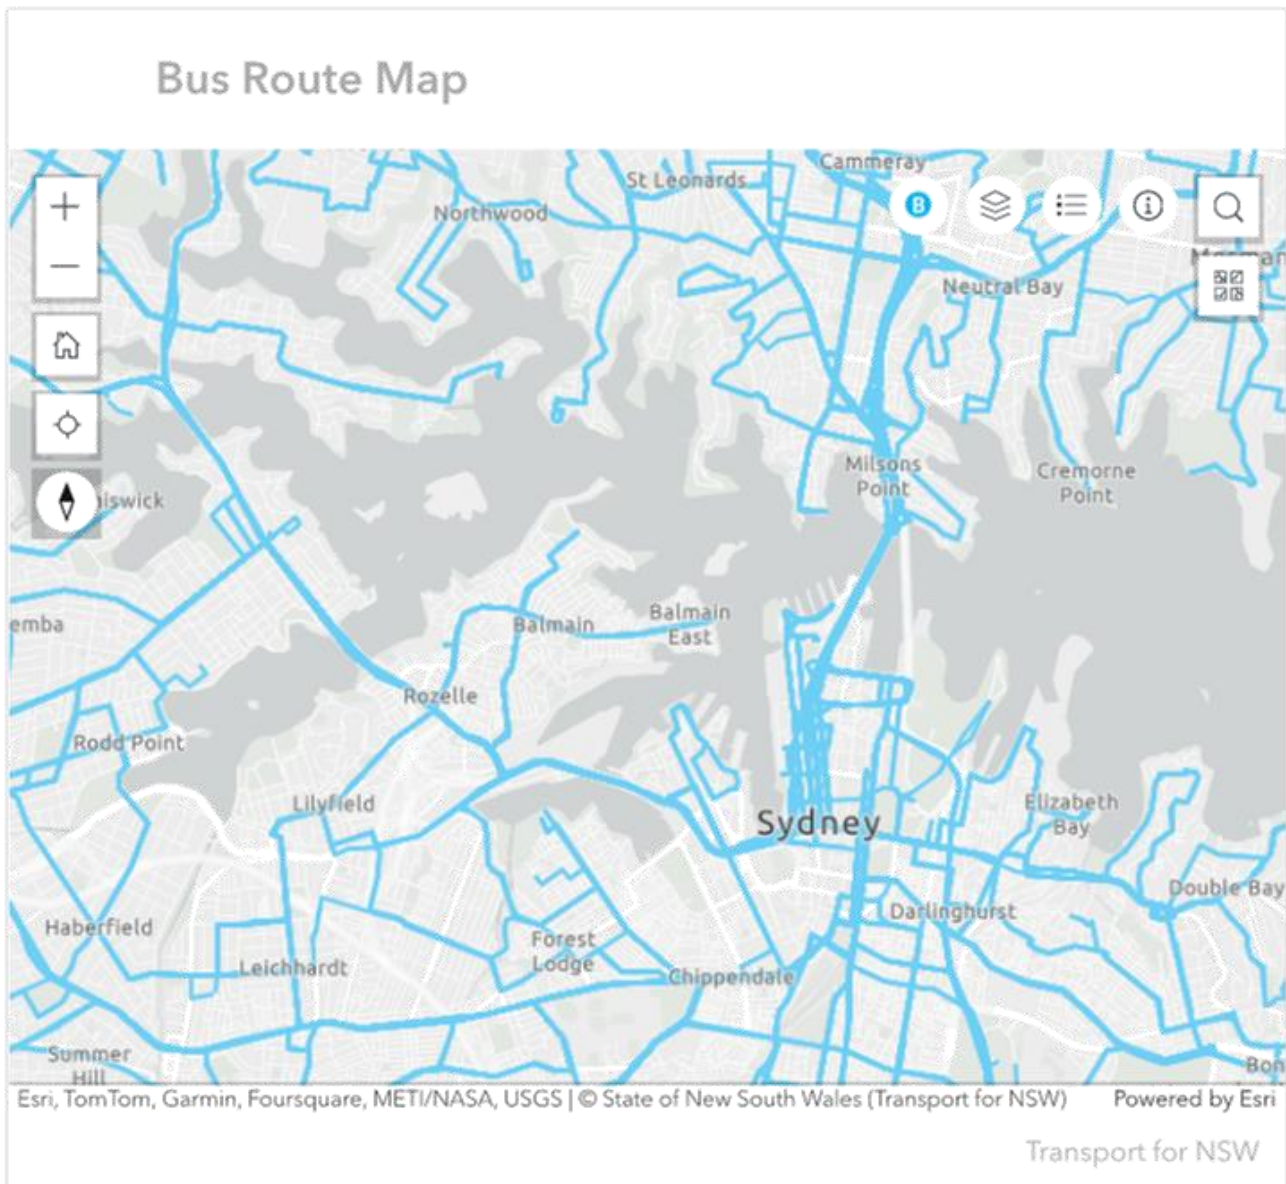 Bus Route Map
Cammeray
St Leonards
B
Northwood
Neutral Bay
Milsons
Point
Cremorne
Point
emba
Balmain
Balmain
East
Rozelle
Rodd Point
Lilyfield
Elizabeth
Bay
Sydney
Double Bay
Haberfield
Darlinghurst
Forest
Lodge
Leichhardt
Chippendale
Summer
Hill
Bon
Esri, TomTom, Garmin, Foursquare, METI/NASA, USGS | © State of New South Wales (Transport for NSW)
Powered by Esri
Transport for NSW